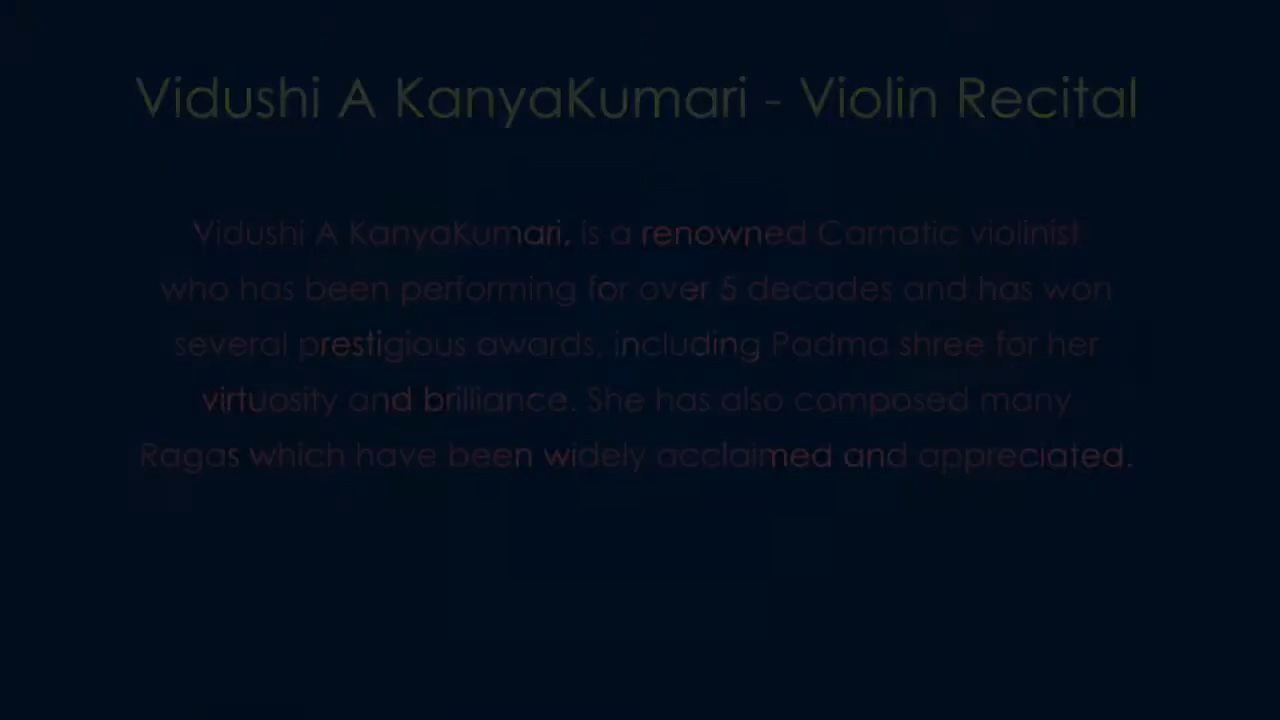 Vidushi A KanyaKumari - Violin Recital
Vidushi A KanyaKumari, is a renowned Carnatic violinist
who has been performing for over 5 decades and has won
several prestigious awards, including Padma shree for her
virtuosity and brilliance. She has also composed many
Ragas which have been widely acclaimed and appreciated.